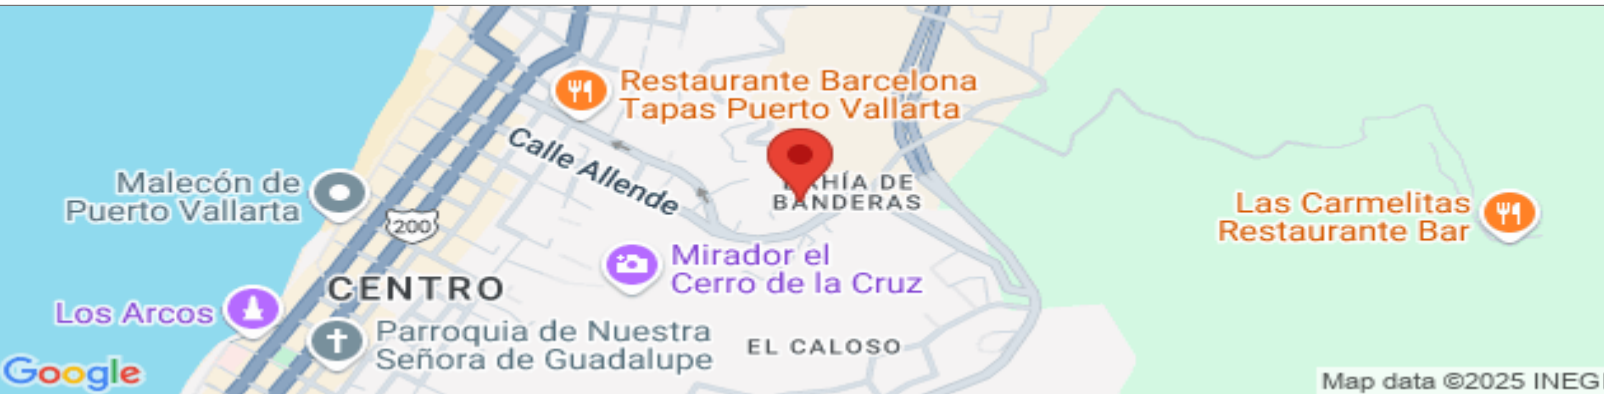 Restaurante Barcelona
Tapas Puerto Vallarta
Calle Allende
BAHÍA DE
BANDERAS
Malecón de
Puerto Vallarta
200
Las Carmelitas
Restaurante Bar
Mirador el
Cerro de la Cruz
CENTRO
Los Arcos
Parroquia de Nuestra
Señora de Guadalupe
EL CALOSO
Google
Map data ©2025 INEGI